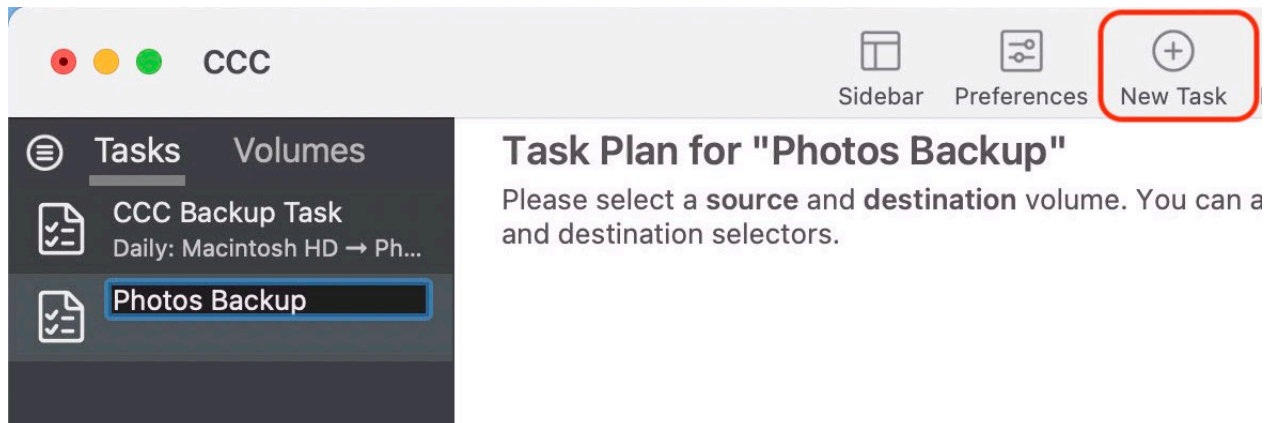 CCC
Sidebar
Preferences
New Task
Tasks
Volumes
CCC Backup Task
Daily: Macintosh HD → Ph...
Photos Backup
Task Plan for "Photos Backup"
Please select a source and destination volume. You can a
and destination selectors.